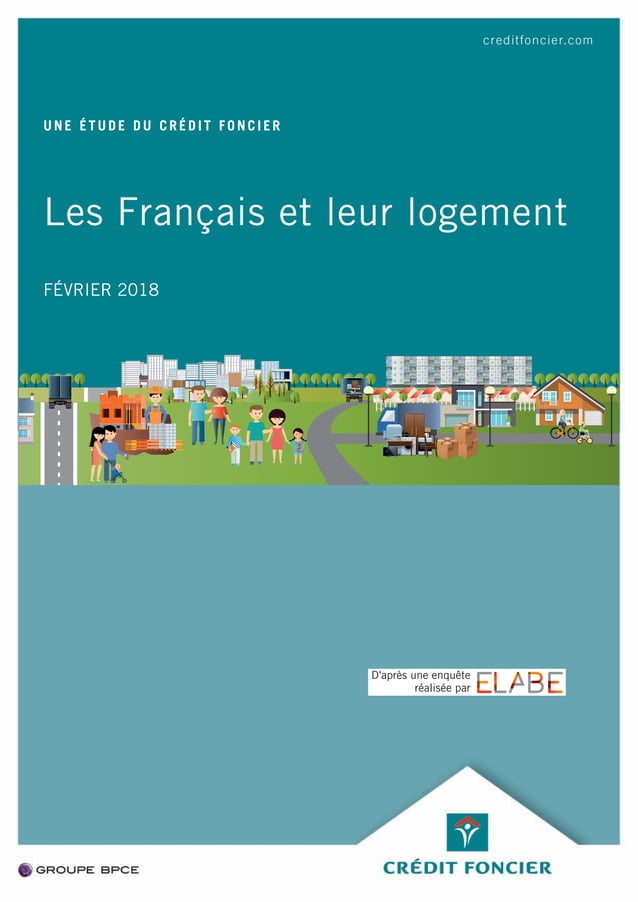 creditfoncier.com
UNE ÉTUDE DU CRÉDIT FONCIER
Les Français et leur logement
FÉVRIER 2018
D'après une enquête
réalisée par ELABE
GROUPE BPCE
CRÉDIT FONCIER